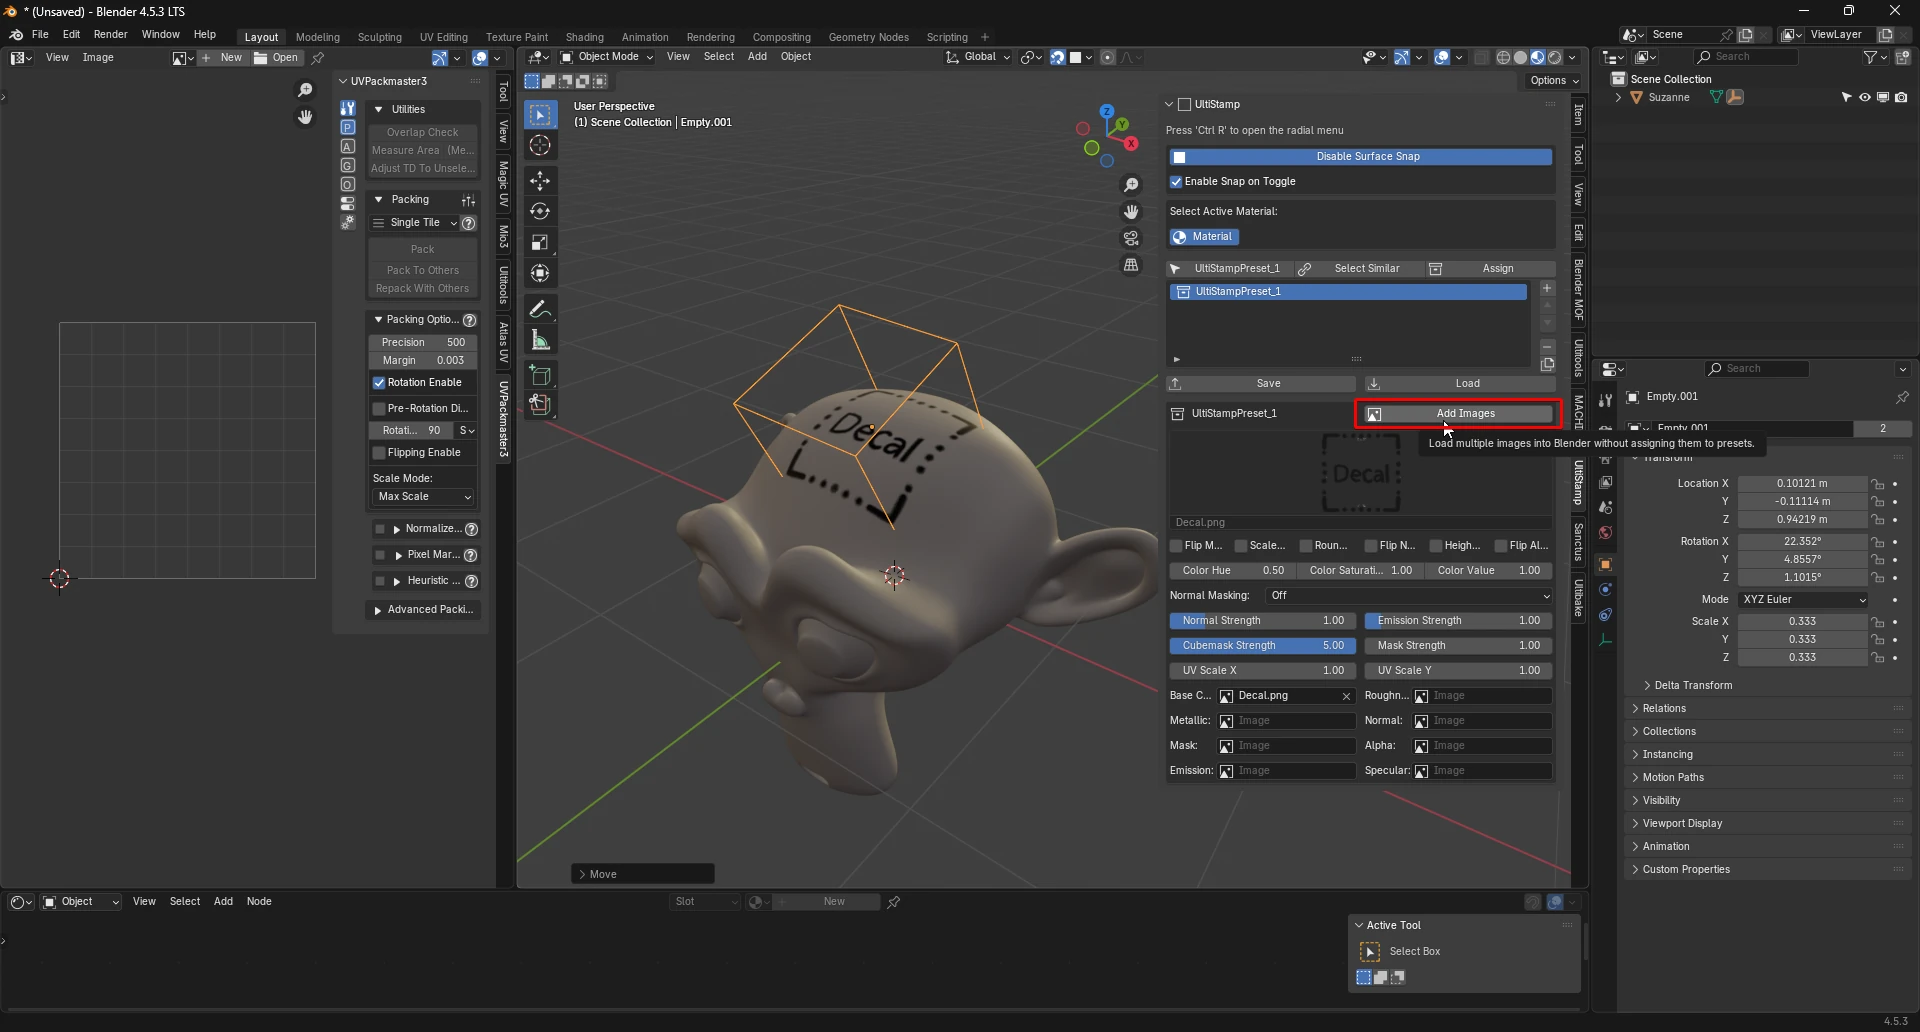 * (Unsaved) - Blender 4.5.3 LTS
File Edit Render Window Help Layout Modeling Sculpting UV Editing Texture Paint Shading Animation Rendering Compositing Geometry Nodes Scripting + Scene ViewLayer
View Image + New Open
Object Mode View Select Add Object Global
Search
Options
UVPackmaster3
Utilities
Overlap Check
Measure Area (Me...
Adjust TD To Unsele...
Packing
Single Tile
Pack
Pack To Others
Repack With Others
Packing Optio...
Precision 500
Margin 0.003
Rotation Enable
Pre-Rotation Di...
Rotati... 90 S
Flipping Enable
Scale Mode:
Max Scale
Normalize...
Pixel Mar...
Heuristic ...
Advanced Packi...
Tool
View
Magic UV
Mio3
Ultitools
Atlas UV
UVPackmaster3
User Perspective
(1) Scene Collection | Empty.001
Z
Y
X
Decal
Move
UltiStamp
Press 'Ctrl R' to open the radial menu
Disable Surface Snap
Enable Snap on Toggle
Select Active Material:
Material
UltiStampPreset_1 Select Similar Assign
UltiStampPreset_1
Save Load
UltiStampPreset_1 Add Images
Load multiple images into Blender without assigning them to presets.
Decal
Decal.png
Flip M... Scale... Roun... Flip N... Heigh... Flip Al...
Color Hue 0.50 Color Saturati... 1.00 Color Value 1.00
Normal Masking: Off
Normal Strength 1.00 Emission Strength 1.00
Cubemask Strength 5.00 Mask Strength 1.00
UV Scale X 1.00 UV Scale Y 1.00
Base C... Decal.png Roughn... Image
Metallic: Image Normal: Image
Mask: Image Alpha: Image
Emission: Image Specular: Image
Item
Tool
View
Edit
Blender MOF
Ultitools
UltiStamp
Sanctus
Ultibake
Scene Collection
Suzanne
Search
Empty.001
Empty.001 2
Transform
Location X 0.10121 m
Y -0.11114 m
Z 0.94219 m
Rotation X 22.352°
Y 4.8557°
Z 1.1015°
Mode XYZ Euler
Scale X 0.333
Y 0.333
Z 0.333
Delta Transform
Relations
Collections
Instancing
Motion Paths
Visibility
Viewport Display
Animation
Custom Properties
Object View Select Add Node Slot + New
Active Tool
Select Box
4.5.3